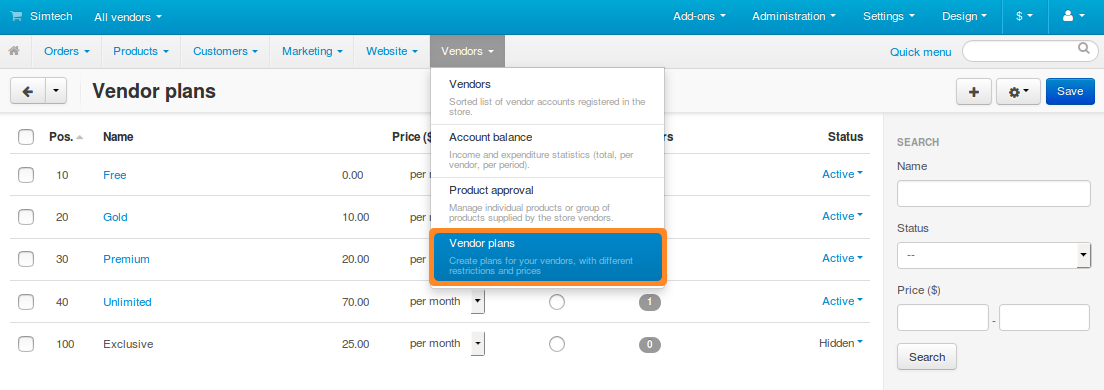 Simtech All vendors Add-ons Administration Settings Design $
Orders Products Customers Marketing Website Vendors Quick menu
Vendor plans Save
Vendors
Sorted list of vendor accounts registered in the
store.
Account balance
Income and expenditure statistics (total, per
vendor, per period).
Product approval
Manage individual products or group of
products supplied by the store vendors.
Vendor plans
Create plans for your vendors, with different
restrictions and prices
Pos. Name Price ($ rs Status
10 Free 0.00 per m Active
20 Gold 10.00 per m Active
30 Premium 20.00 per m Active
40 Unlimited 70.00 per month 1 Active
100 Exclusive 25.00 per month 0 Hidden
SEARCH
Name
Status
--
Price ($)
-
Search